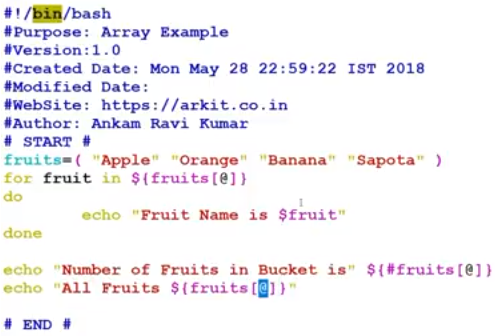 #!/bin/bash
#Purpose: Array Example
#Version:1.0
#Created Date: Mon May 28 22:59:22 IST 2018
#Modified Date:
#WebSite: https://arkit.co.in
#Author: Ankam Ravi Kumar
# START #
fruits=( "Apple" "Orange" "Banana" "Sapota" )
for fruit in ${fruits[@]}
do
        echo "Fruit Name is $fruit"
done

echo "Number of Fruits in Bucket is" ${#fruits[@]}
echo "All Fruits ${fruits[@]}"

# END #